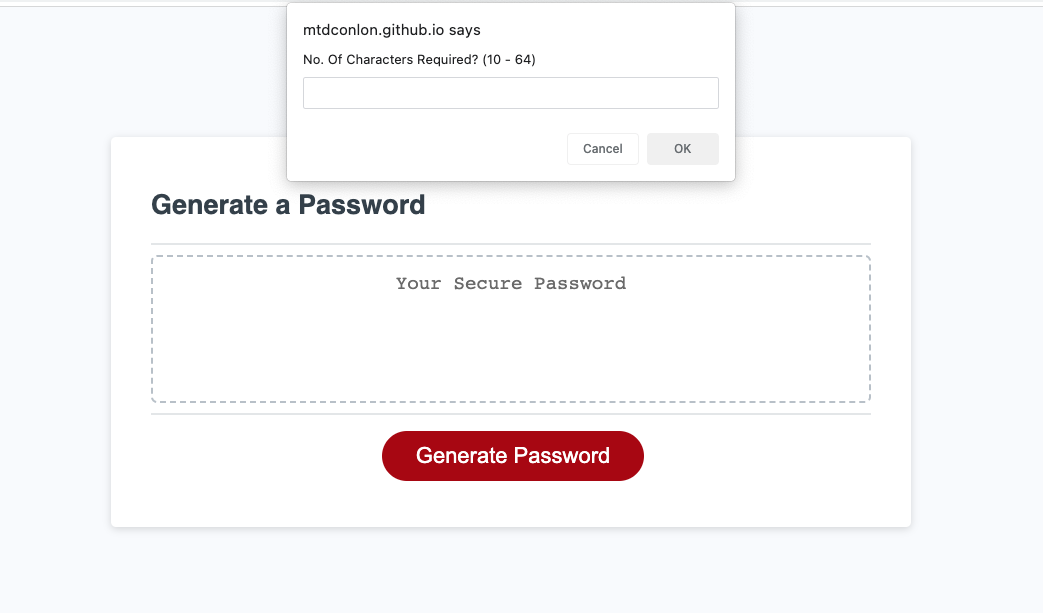 mtdconlon.github.io says
No. Of Characters Required? (10 - 64)
Cancel OK
Generate a Password
Your Secure Password
Generate Password